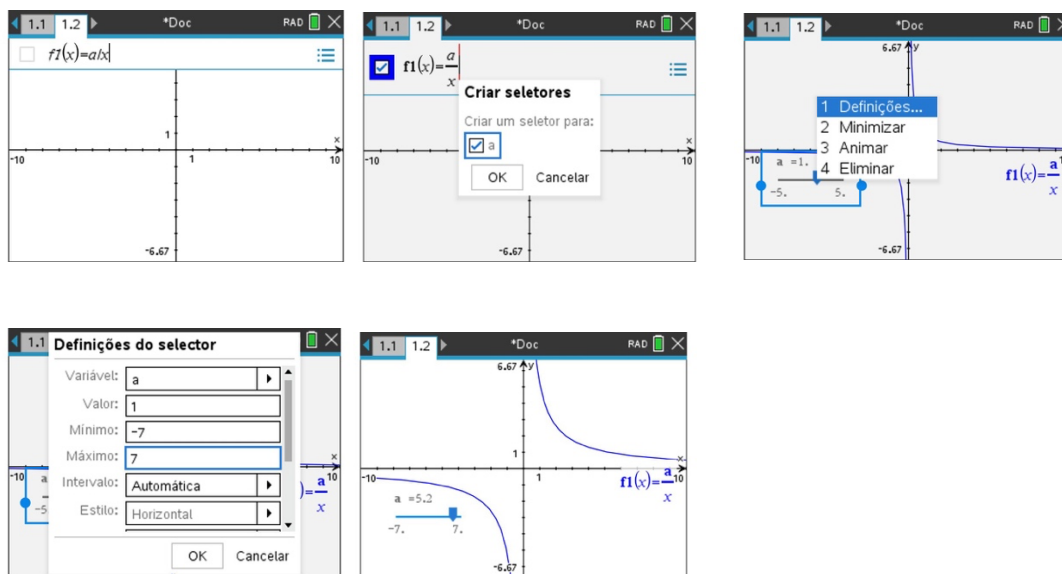 1.1 1.2 *Doc RAD
f1(x)=a/x
1
x
-10 1 10
-6.67
1.1 1.2 *Doc RAD
f1(x)=a/x
Criar seletores
Criar um seletor para:
a
OK Cancelar
x
-10 10
-6.67
1.1 1.2 *Doc RAD
6.67 y
1 Definições...
2 Minimizar
3 Animar
4 Eliminar
-10
a =1.
-5. 5.
f1(x)=a/x
-6.67
1.1 Definições do selector
Variável: a
Valor: 1
Mínimo: -7
Máximo: 7
Intervalo: Automática
Estilo: Horizontal
OK Cancelar
-10 a x 10
-5 )=a/x
1.1 1.2 *Doc RAD
6.67 y
1
x
-10 1 10
f1(x)=a/x
a =5.2
-7. 7.
-6.67